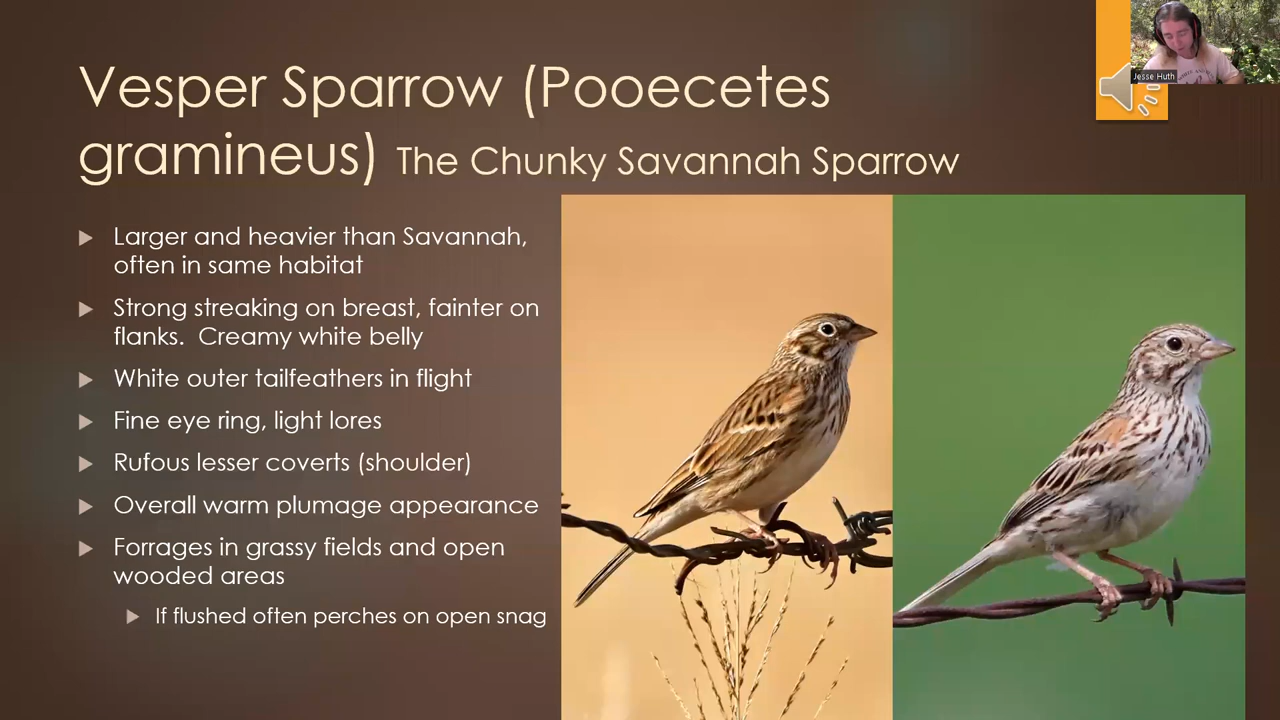 Vesper Sparrow (Pooecetes
gramineus) The Chunky Savannah Sparrow
Jesse Huth
Larger and heavier than Savannah,
often in same habitat
Strong streaking on breast, fainter on
flanks.  Creamy white belly
White outer tailfeathers in flight
Fine eye ring, light lores
Rufous lesser coverts (shoulder)
Overall warm plumage appearance
Forrages in grassy fields and open
wooded areas
If flushed often perches on open snag